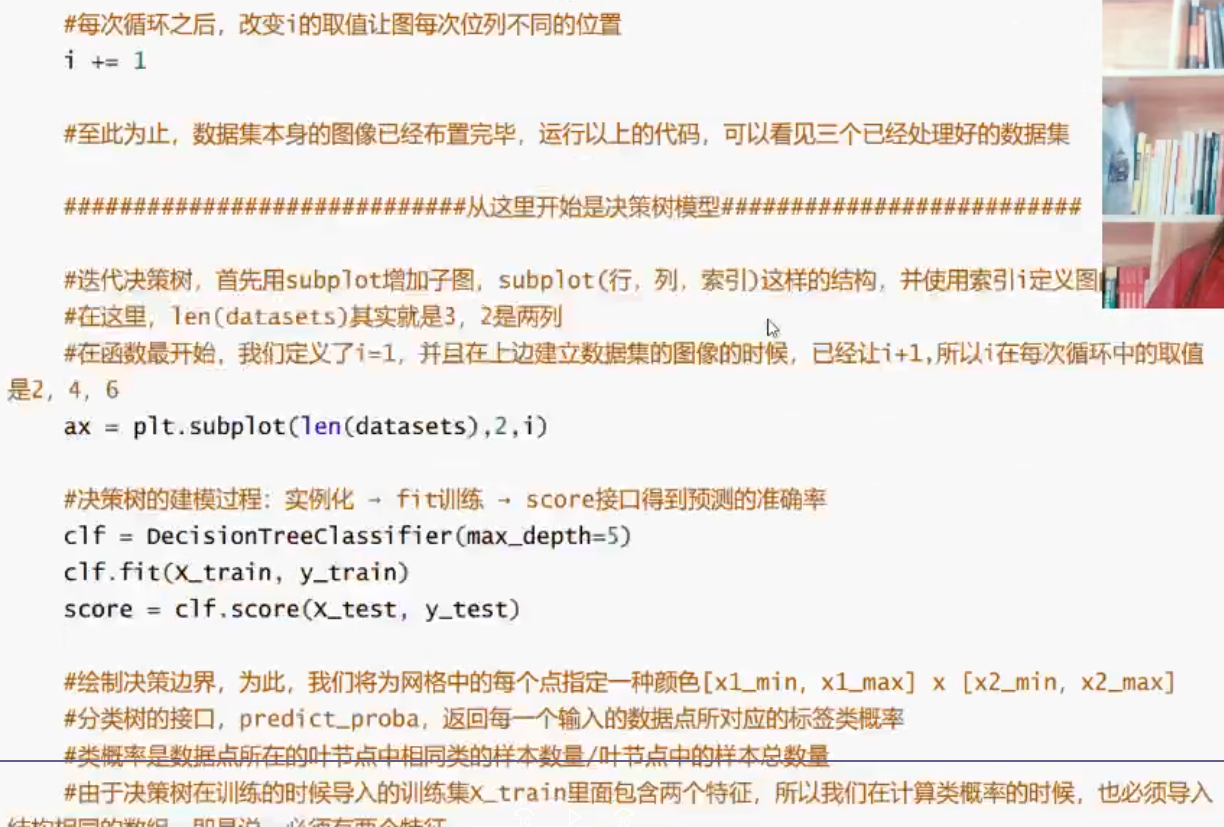 #每次循环之后，改变i的取值让图每次位列不同的位置
i += 1
#至此为止，数据集本身的图像已经布置完毕，运行以上的代码，可以看见三个已经处理好的数据集
############################从这里开始是决策树模型#########################
#迭代决策树，首先用subplot增加子图，subplot(行，列，索引)这样的结构，并使用索引i定义图
#在这里，len(datasets)其实就是3，2是两列
#在函数最开始，我们定义了i=1，并且在上边建立数据集的图像的时候，已经让i+1,所以i在每次循环中的取值
是2，4，6
ax = plt.subplot(len(datasets),2,i)
#决策树的建模过程：实例化 → fit训练 → score接口得到预测的准确率
clf = DecisionTreeClassifier(max_depth=5)
clf.fit(X_train, y_train)
score = clf.score(X_test, y_test)
#绘制决策边界，为此，我们将为网格中的每个点指定一种颜色[x1_min, x1_max] x [x2_min, x2_max]
#分类树的接口，predict_proba，返回每一个输入的数据点所对应的标签类概率
#类概率是数据点所在的叶节点中相同类的样本数量/叶节点中的样本总数量
#由于决策树在训练的时候导入的训练集X_train里面包含两个特征，所以我们在计算类概率的时候，也必须导入
结构相同的数组，即是说，必须有两个特征